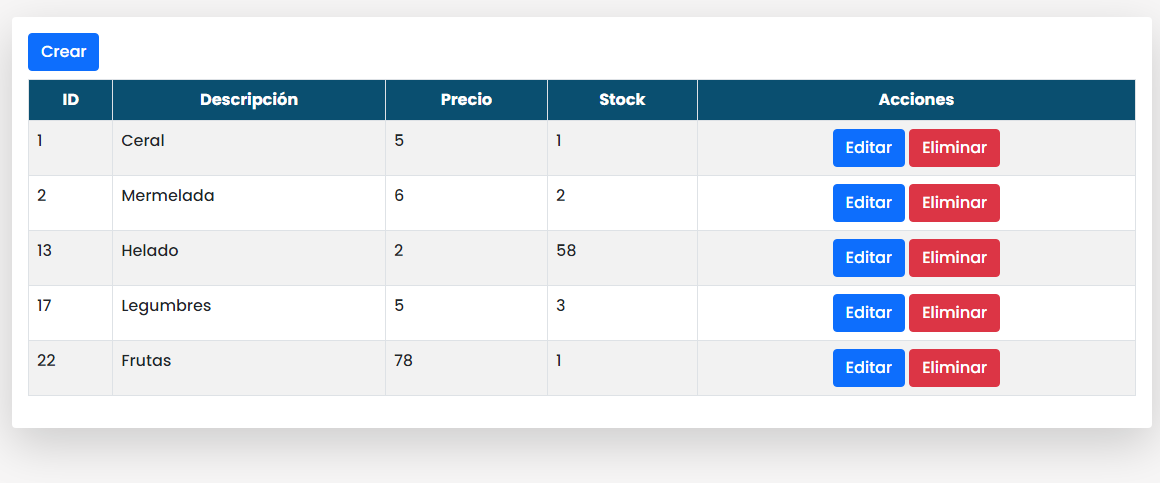 Crear
ID Descripción Precio Stock Acciones
1 Ceral 5 1 Editar Eliminar
2 Mermelada 6 2 Editar Eliminar
13 Helado 2 58 Editar Eliminar
17 Legumbres 5 3 Editar Eliminar
22 Frutas 78 1 Editar Eliminar